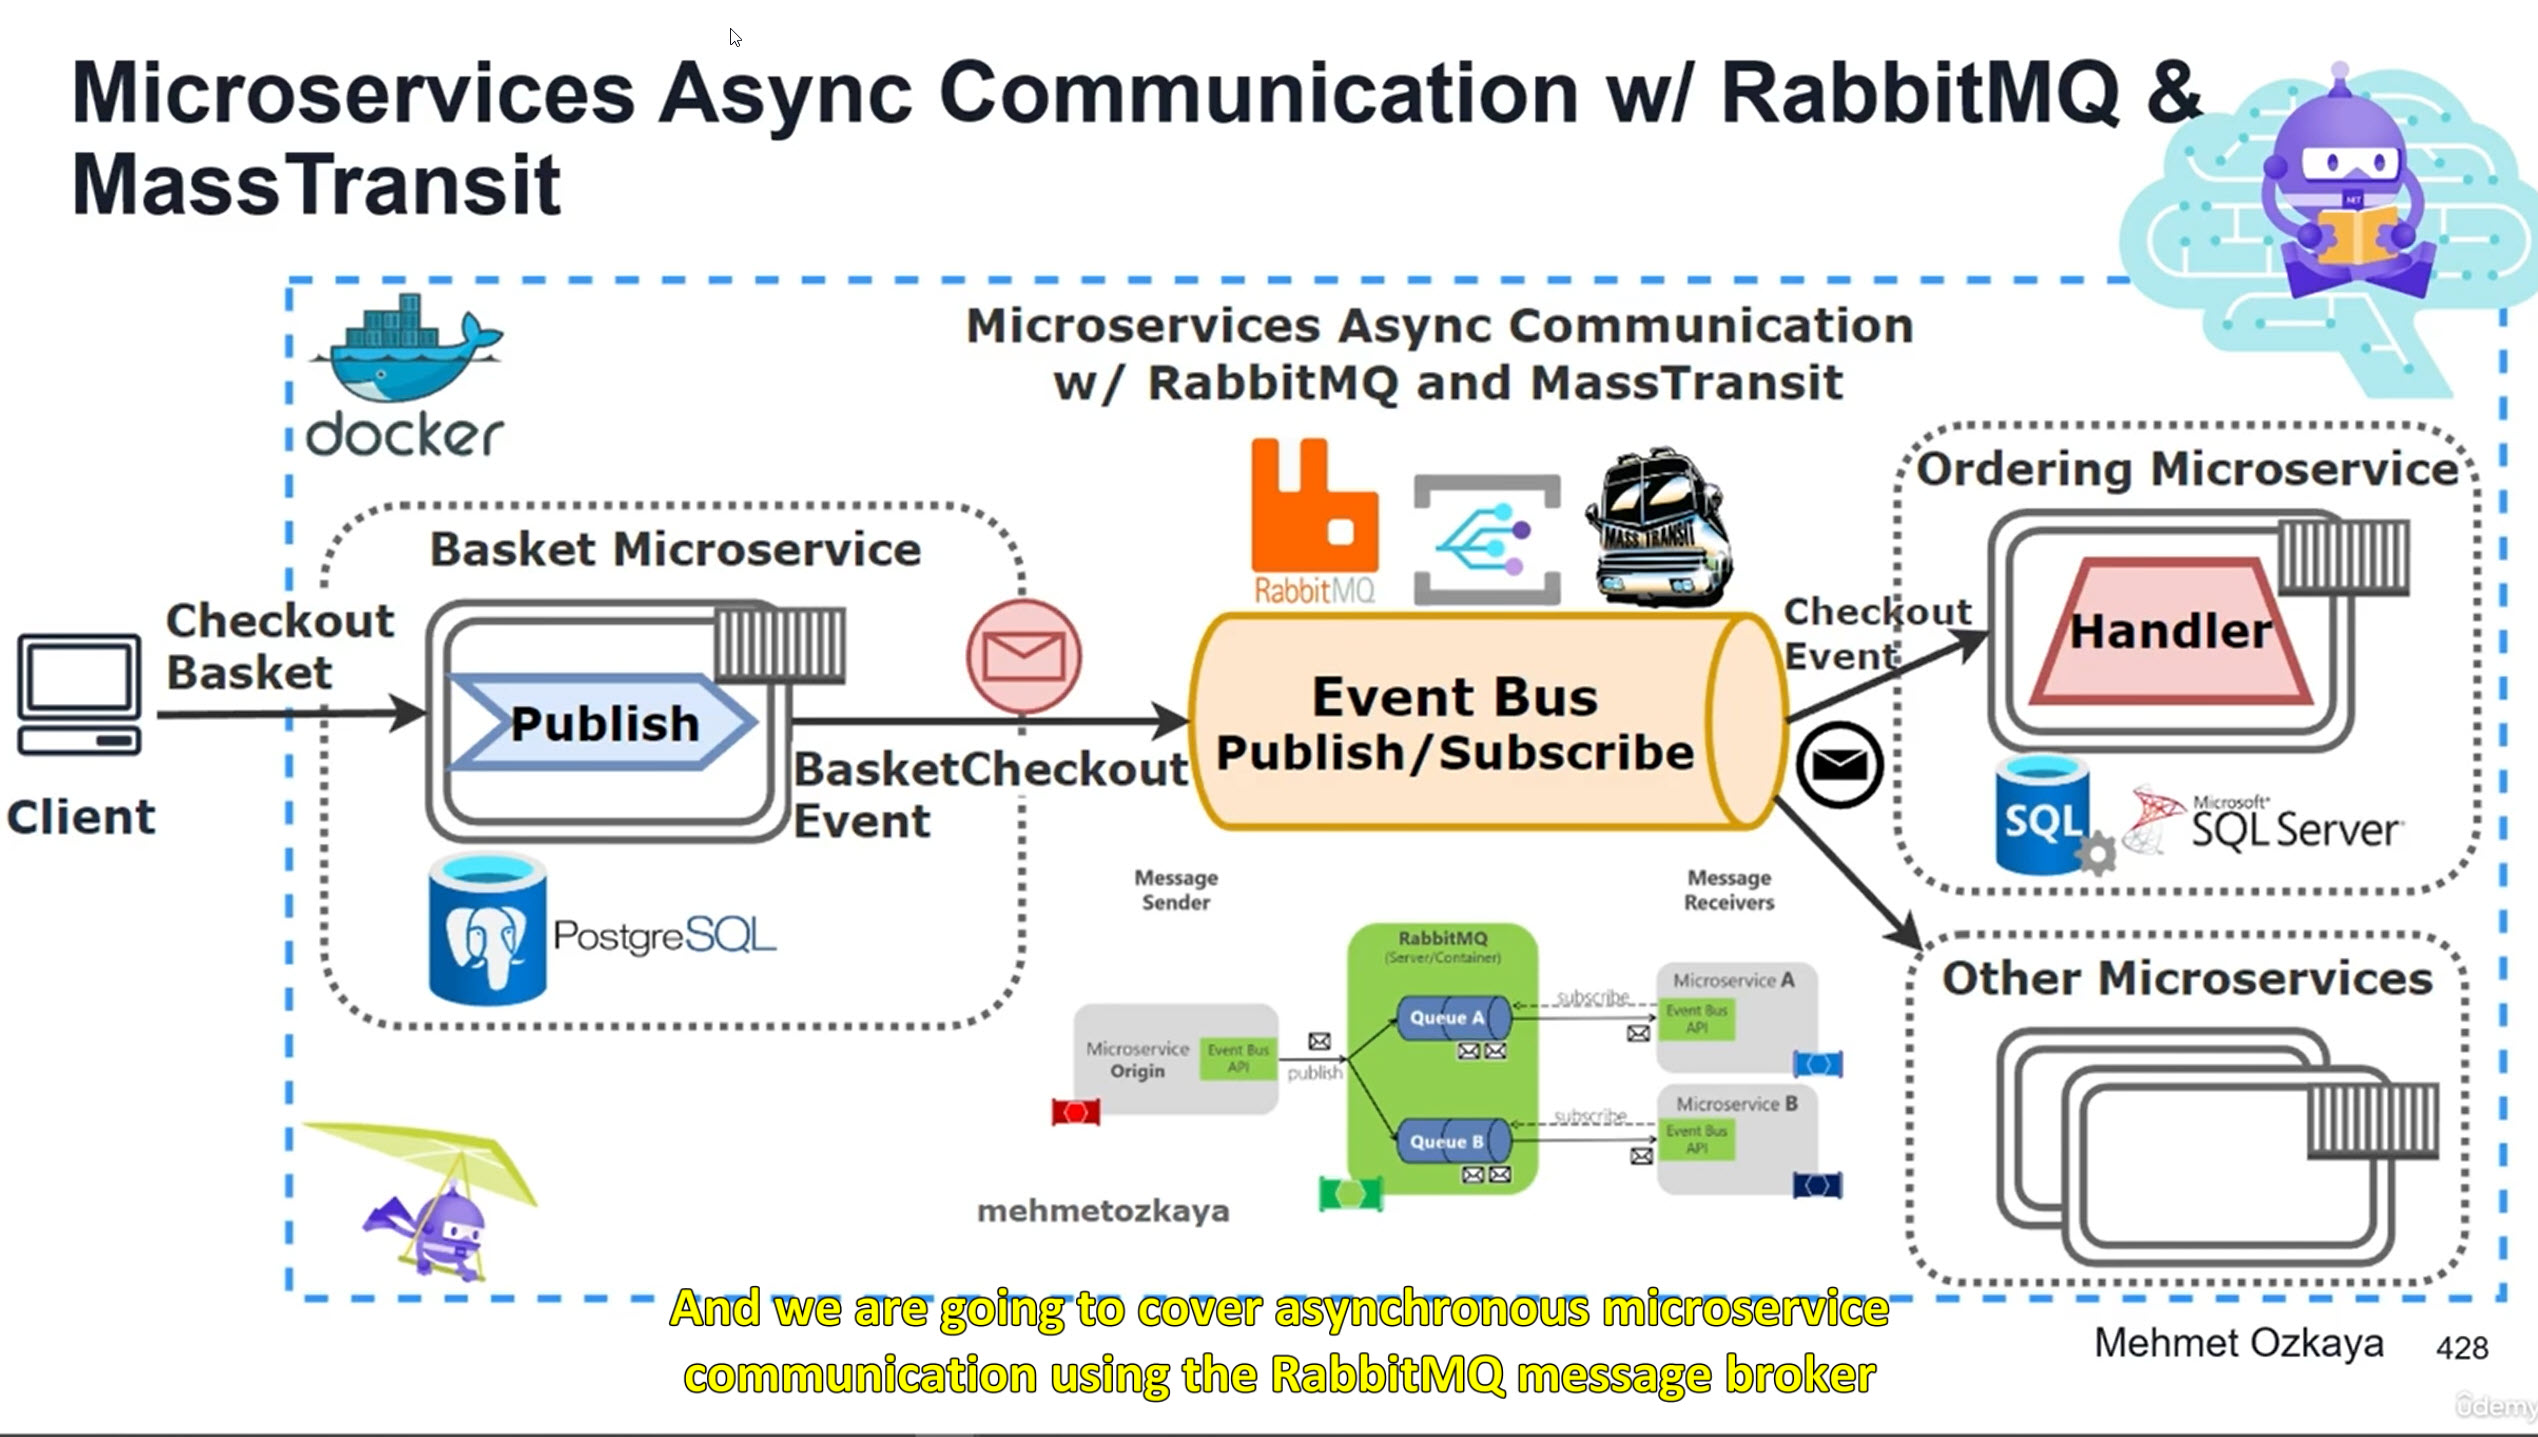 Microservices Async Communication w/ RabbitMQ &
MassTransit
docker
Microservices Async Communication
w/ RabbitMQ and MassTransit
RabbitMQ
MASS TRANSIT
.NET
Client
Checkout
Basket
Basket Microservice
Publish
PostgreSQL
BasketCheckout
Event
Event Bus
Publish/Subscribe
Checkout
Event
Ordering Microservice
Handler
SQL
Microsoft®
SQL Server®
Other Microservices
Message
Sender
Message
Receivers
Microservice
Origin
Event Bus
API
publish
RabbitMQ
(Server/Container)
Queue A
Queue B
subscribe
Microservice A
Event Bus
API
subscribe
Microservice B
Event Bus
API
mehmetozkaya
And we are going to cover asynchronous microservice
communication using the RabbitMQ message broker
Mehmet Ozkaya 428
ûdemy